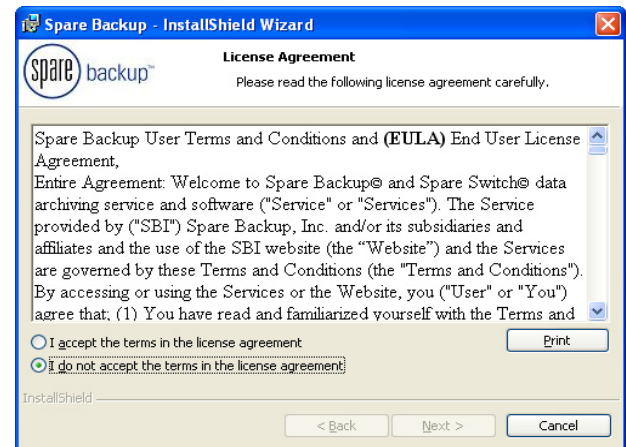 Spare Backup - InstallShield Wizard
spare backup™
License Agreement
Please read the following license agreement carefully.
Spare Backup User Terms and Conditions and (EULA) End User License
Agreement,
Entire Agreement: Welcome to Spare Backup© and Spare Switch© data
archiving service and software ("Service" or "Services"). The Service
provided by ("SBI") Spare Backup, Inc. and/or its subsidiaries and
affiliates and the use of the SBI website (the “Website”) and the Services
are governed by these Terms and Conditions (the "Terms and Conditions").
By accessing or using the Services or the Website, you ("User" or "You")
agree that; (1) You have read and familiarized yourself with the Terms and
I accept the terms in the license agreement
Print
I do not accept the terms in the license agreement
InstallShield
< Back
Next >
Cancel